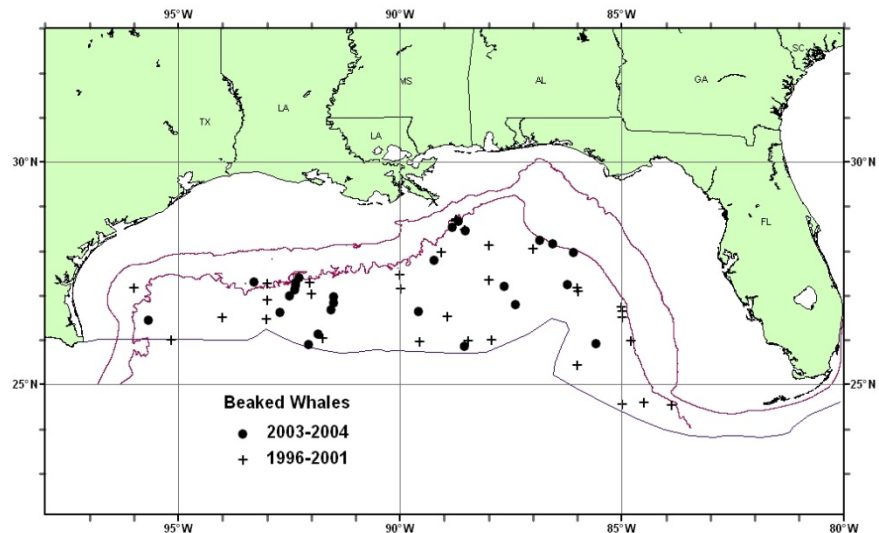 95°W 90°W 85°W
SC
MS AL GA
TX LA
LA
30°N 30°N
FL
25°N 25°N
Beaked Whales
2003-2004
1996-2001
95°W 90°W 85°W 80°W